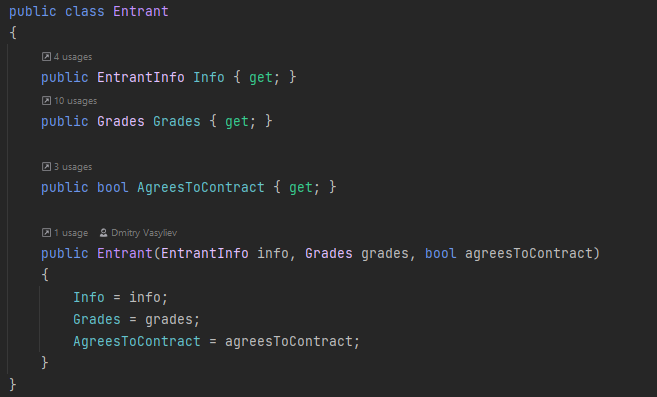 public class Entrant
{
4 usages
public EntrantInfo Info { get; }
10 usages
public Grades Grades { get; }
3 usages
public bool AgreesToContract { get; }
1 usage Dmitry Vasyliev
public Entrant(EntrantInfo info, Grades grades, bool agreesToContract)
{
Info = info;
Grades = grades;
AgreesToContract = agreesToContract;
}
}